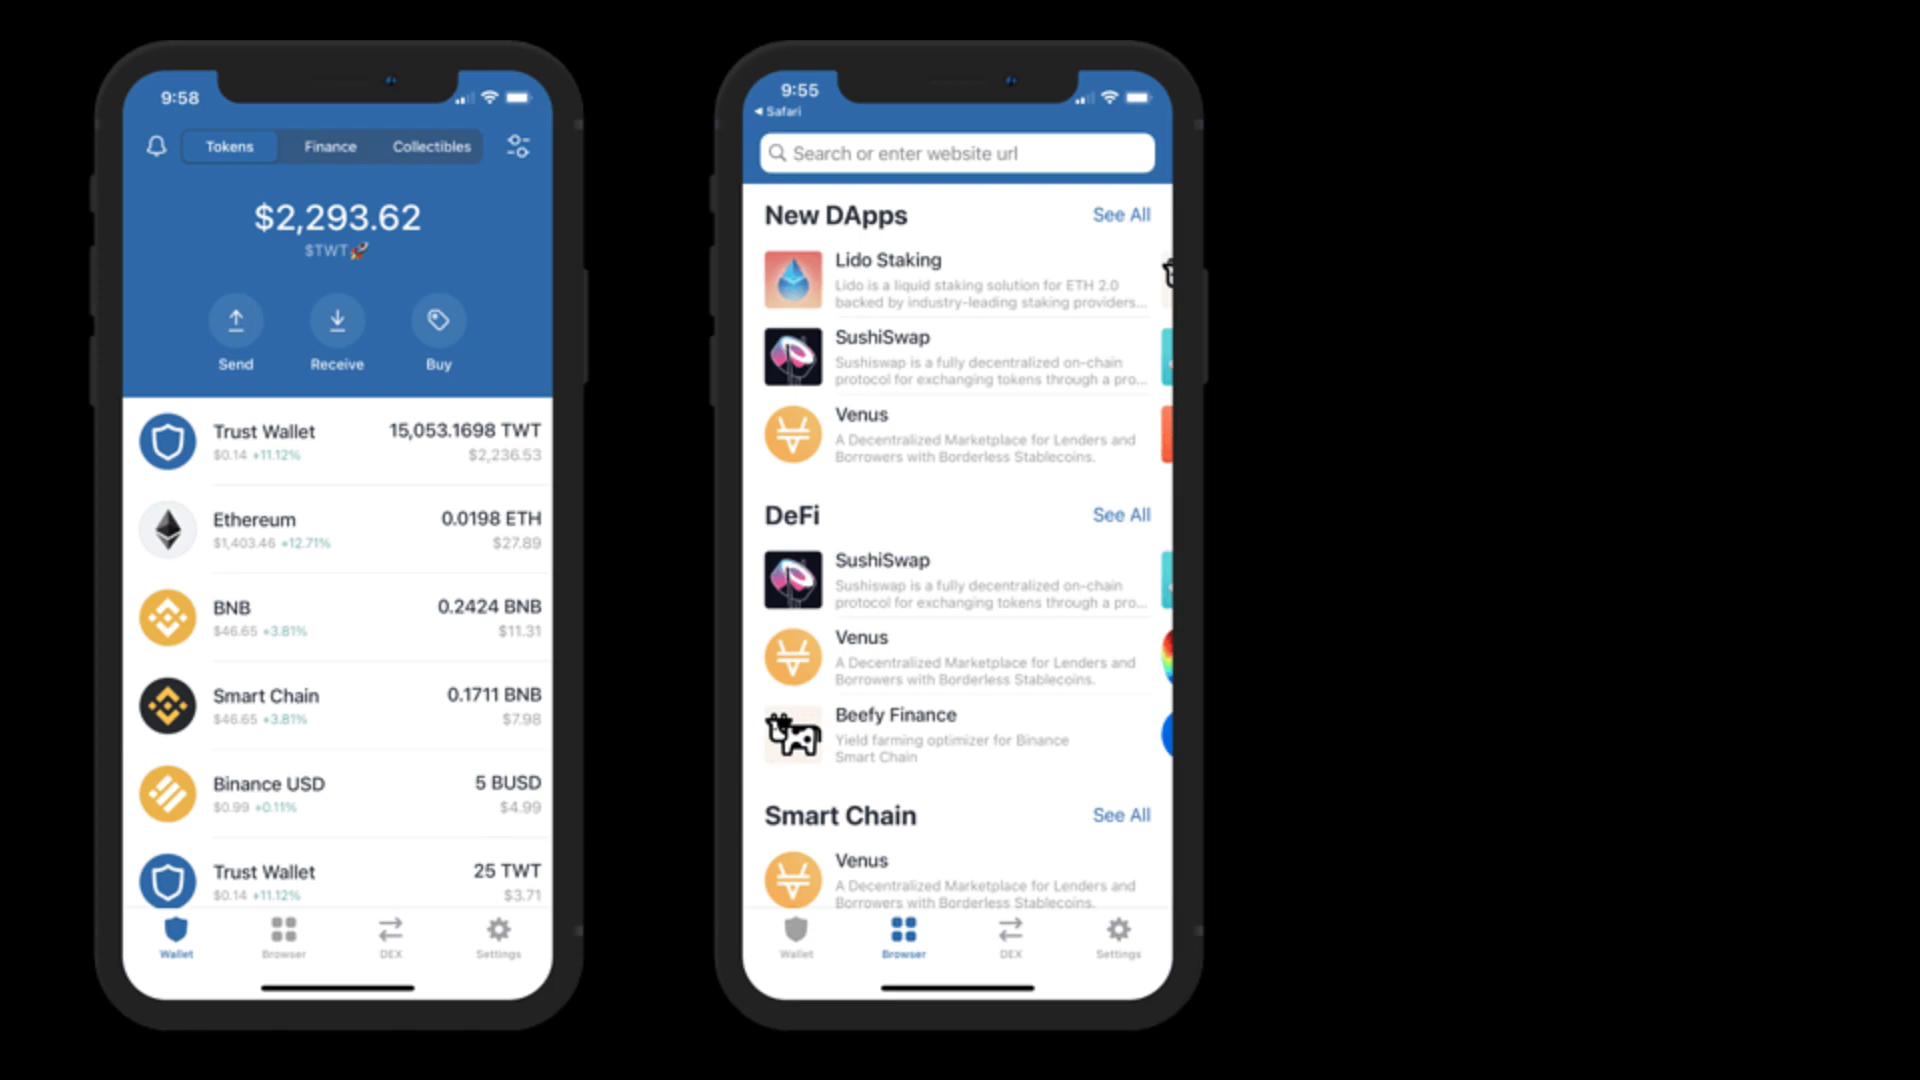 9:58
Tokens Finance Collectibles
$2,293.62
$TWT🚀
Send Receive Buy
Trust Wallet 15,053.1698 TWT
$0.14 +11.12% $2,236.53
Ethereum 0.0198 ETH
$1,403.46 +12.71% $27.89
BNB 0.2424 BNB
$46.65 +3.81% $11.31
Smart Chain 0.1711 BNB
$46.65 +3.81% $7.98
Binance USD 5 BUSD
$0.99 +0.11% $4.99
Trust Wallet 25 TWT
$0.14 +11.12% $3.71
Wallet Browser DEX Settings
9:55
Safari
Search or enter website url
New DApps See All
Lido Staking
Lido is a liquid staking solution for ETH 2.0
backed by industry-leading staking providers...
SushiSwap
Sushiswap is a fully decentralized on-chain
protocol for exchanging tokens through a pro...
Venus
A Decentralized Marketplace for Lenders and
Borrowers with Borderless Stablecoins.
DeFi See All
SushiSwap
Sushiswap is a fully decentralized on-chain
protocol for exchanging tokens through a pro...
Venus
A Decentralized Marketplace for Lenders and
Borrowers with Borderless Stablecoins.
Beefy Finance
Yield farming optimizer for Binance
Smart Chain
Smart Chain See All
Venus
A Decentralized Marketplace for Lenders and
Borrowers with Borderless Stablecoins.
Wallet Browser DEX Settings